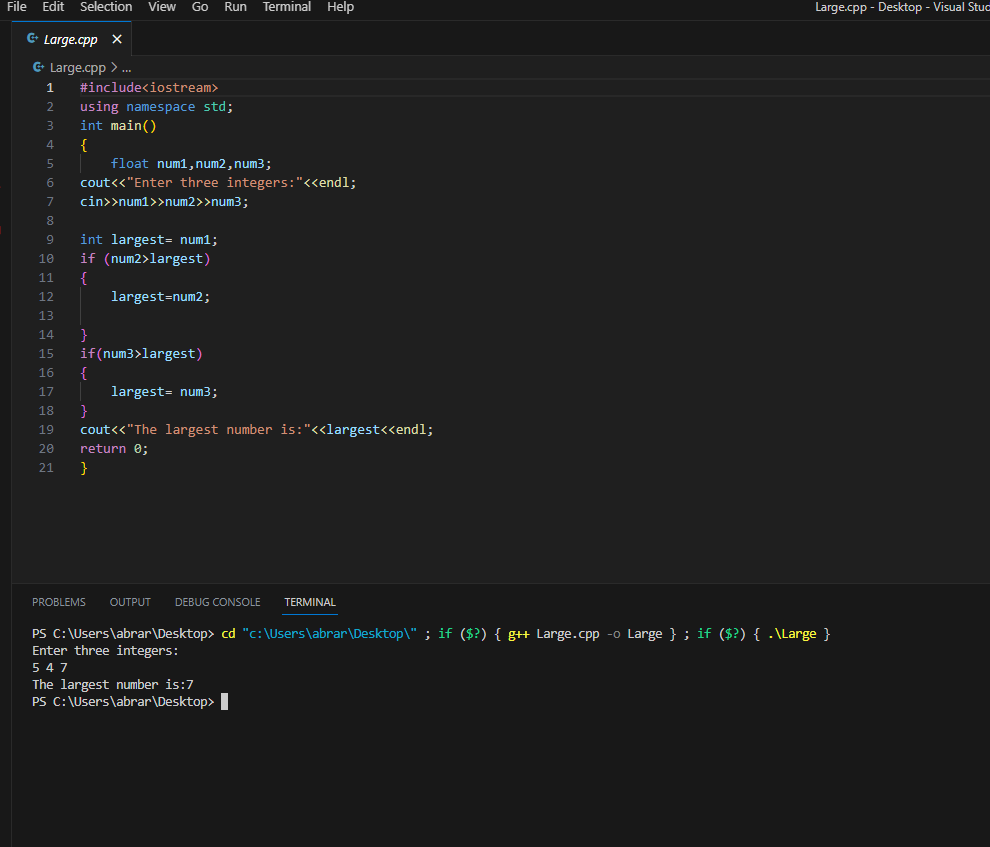 File Edit Selection View Go Run Terminal Help Large.cpp - Desktop - Visual Stud
Large.cpp
Large.cpp > ...
1 #include<iostream>
2 using namespace std;
3 int main()
4 {
5     float num1,num2,num3;
6 cout<<"Enter three integers:"<<endl;
7 cin>>num1>>num2>>num3;
8
9 int largest= num1;
10 if (num2>largest)
11 {
12     largest=num2;
13
14 }
15 if(num3>largest)
16 {
17     largest= num3;
18 }
19 cout<<"The largest number is:"<<largest<<endl;
20 return 0;
21 }
PROBLEMS OUTPUT DEBUG CONSOLE TERMINAL
PS C:\Users\abrar\Desktop> cd "c:\Users\abrar\Desktop\" ; if ($?) { g++ Large.cpp -o Large } ; if ($?) { .\Large }
Enter three integers:
5 4 7
The largest number is:7
PS C:\Users\abrar\Desktop>